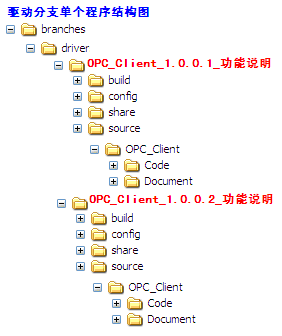 驱动分支单个程序结构图
branches
driver
OPC_Client_1.0.0.1_功能说明
build
config
share
source
OPC_Client
Code
Document
OPC_Client_1.0.0.2_功能说明
build
config
share
source
OPC_Client
Code
Document